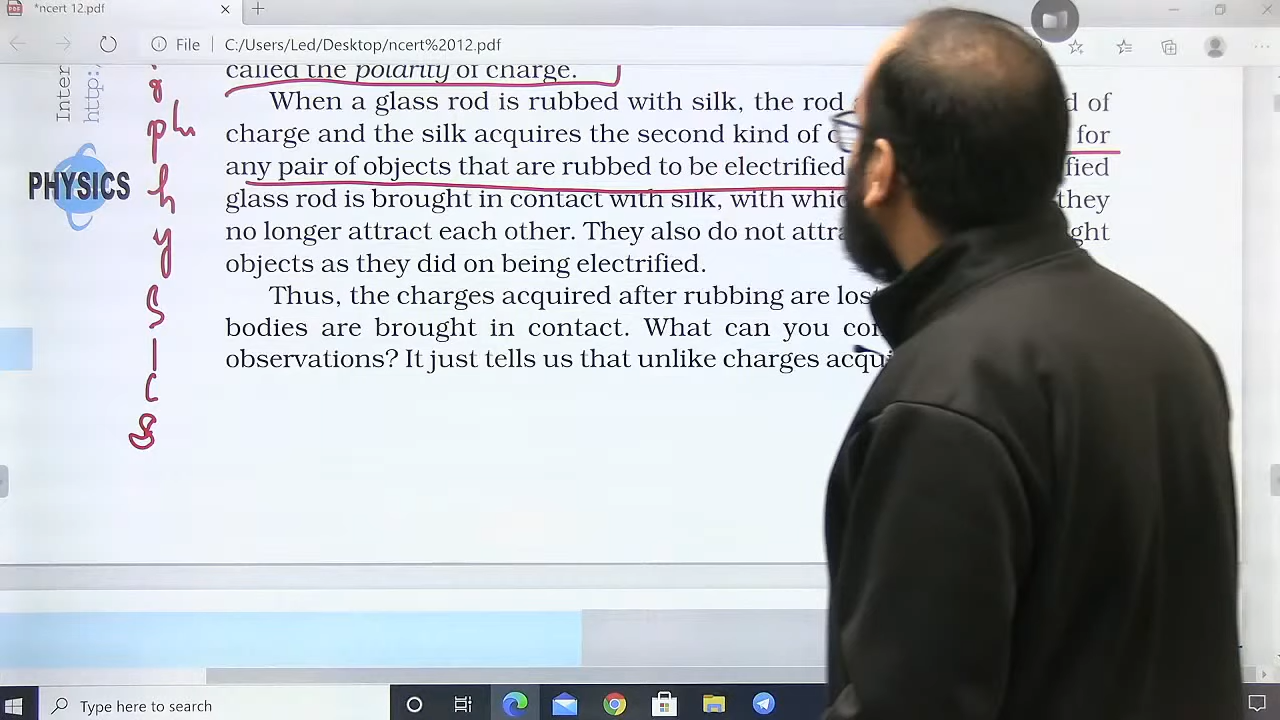 *ncert 12.pdf
File
C:/Users/Led/Desktop/ncert%2012.pdf
called the polarity of charge.
When a glass rod is rubbed with silk, the rod d of
charge and the silk acquires the second kind of for
any pair of objects that are rubbed to be electrified fied
glass rod is brought in contact with silk, with they
no longer attract each other. They also do not ght
objects as they did on being electrified.
Thus, the charges acquired after rubbing are lost
bodies are brought in contact. What can you
observations? It just tells us that unlike charges
Inter
http:
PHYSICS
ph
h
y
s
i
c
s
Type here to search